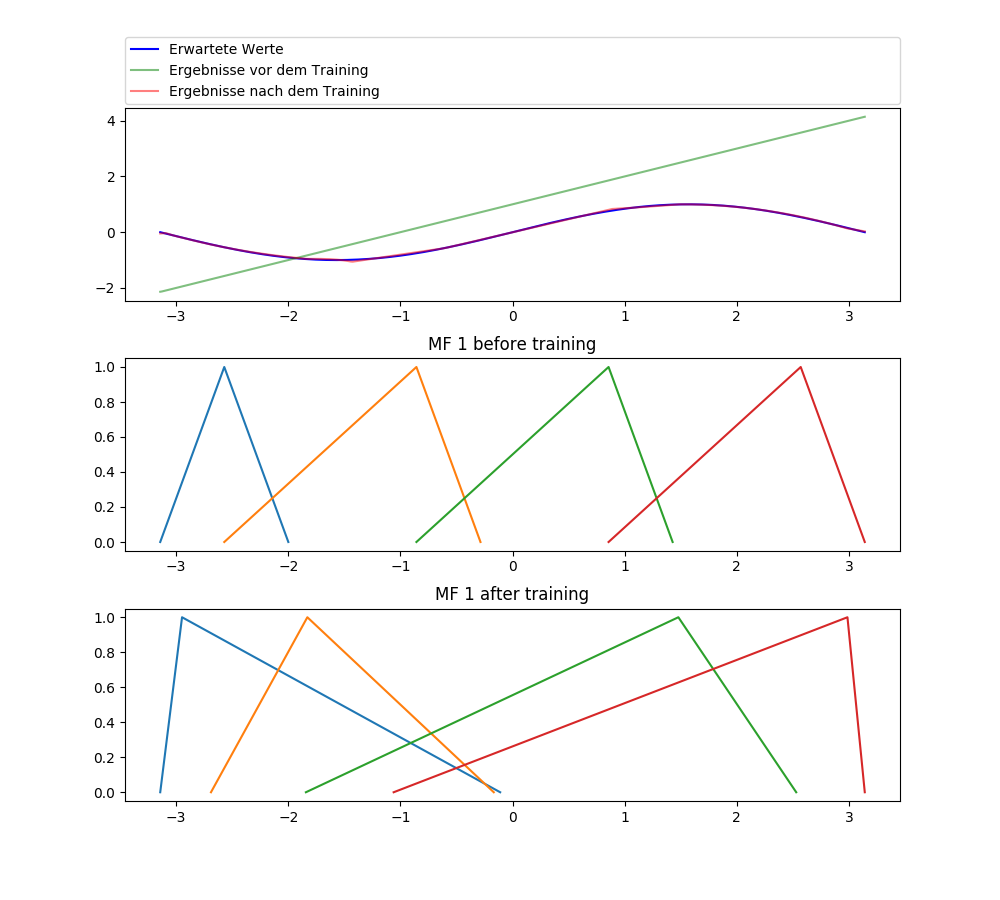 Erwartete Werte
Ergebnisse vor dem Training
Ergebnisse nach dem Training
4
2
0
−2
−3 −2 −1 0 1 2 3
MF 1 before training
1.0
0.8
0.6
0.4
0.2
0.0
−3 −2 −1 0 1 2 3
MF 1 after training
1.0
0.8
0.6
0.4
0.2
0.0
−3 −2 −1 0 1 2 3